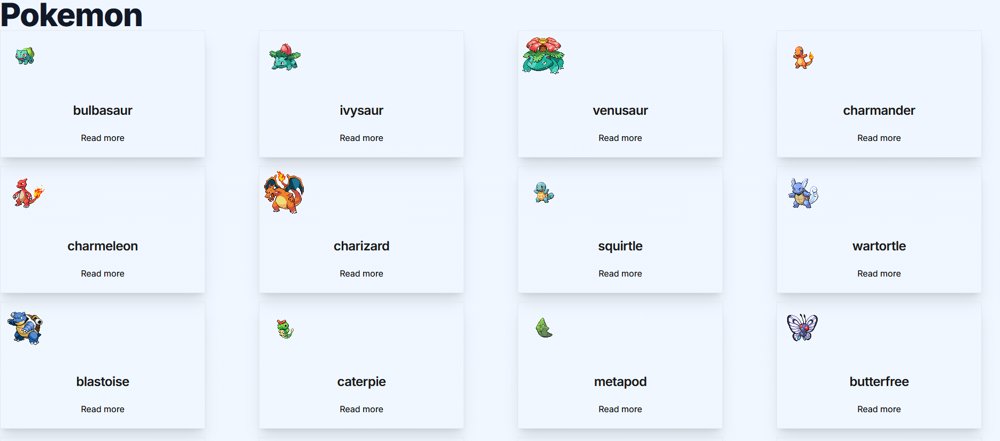 Pokemon
bulbasaur
Read more
ivysaur
Read more
venusaur
Read more
charmander
Read more
charmeleon
Read more
charizard
Read more
squirtle
Read more
wartortle
Read more
blastoise
Read more
caterpie
Read more
metapod
Read more
butterfree
Read more